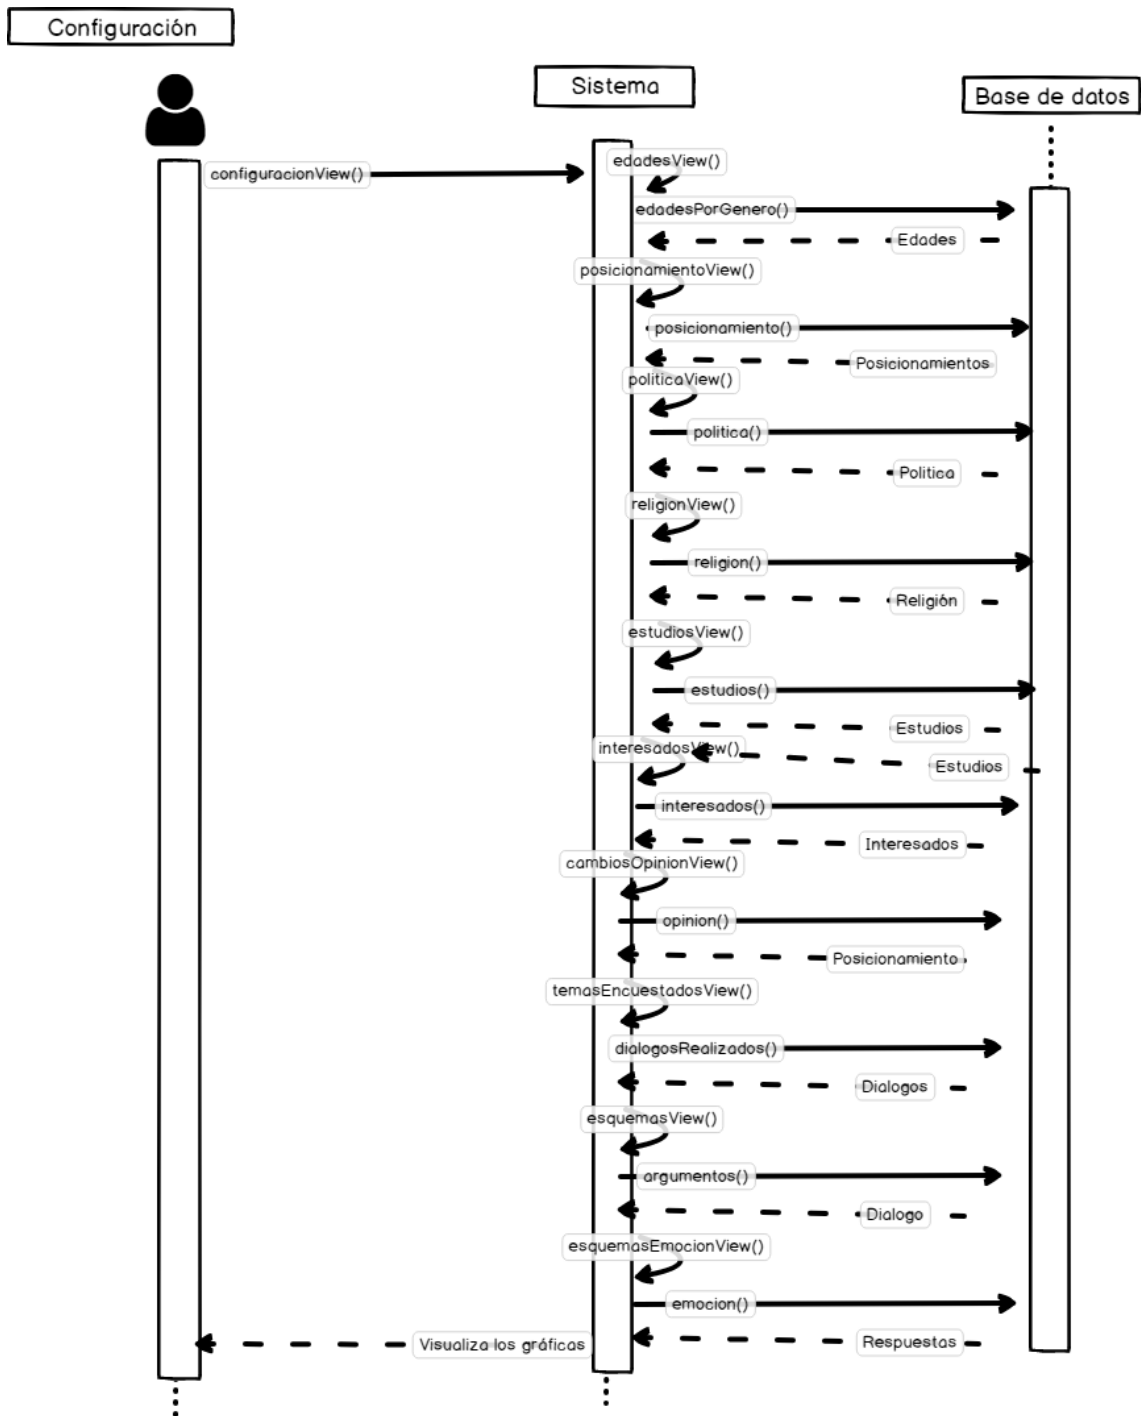 Configuración
Sistema
Base de datos
edadesView()
configuracionView()
edadesPorGenero()
Edades
posicionamientoView()
posicionamiento()
Posicionamientos
politicaView()
politica()
Politica
religionView()
religion()
Religión
estudiosView()
estudios()
Estudios
interesadosView()
Estudios
interesados()
Interesados
cambiosOpinionView()
opinion()
Posicionamiento
temasEncuestadosView()
dialogosRealizados()
Dialogos
esquemasView()
argumentos()
Dialogo
esquemasEmocionView()
emocion()
Respuestas
Visualiza los gráficas